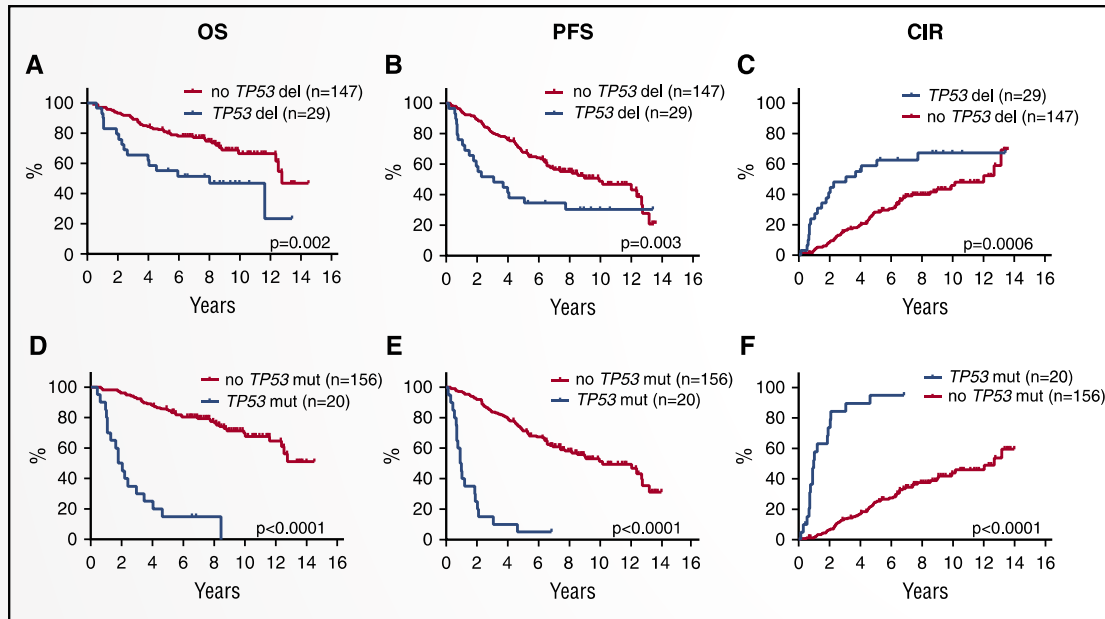 OS PFS CIR
A B C
no TP53 del (n=147)
TP53 del (n=29)
no TP53 del (n=147)
TP53 del (n=29)
TP53 del (n=29)
no TP53 del (n=147)
100
80
60
40
20
0
%
p=0.002
0 2 4 6 8 10 12 14 16
Years
100
80
60
40
20
0
%
p=0.003
0 2 4 6 8 10 12 14 16
Years
100
80
60
40
20
0
%
p=0.0006
0 2 4 6 8 10 12 14 16
Years
D E F
no TP53 mut (n=156)
TP53 mut (n=20)
no TP53 mut (n=156)
TP53 mut (n=20)
TP53 mut (n=20)
no TP53 mut (n=156)
100
80
60
40
20
0
%
p<0.0001
0 2 4 6 8 10 12 14 16
Years
100
80
60
40
20
0
%
p<0.0001
0 2 4 6 8 10 12 14 16
Years
100
80
60
40
20
0
%
p<0.0001
0 2 4 6 8 10 12 14 16
Years